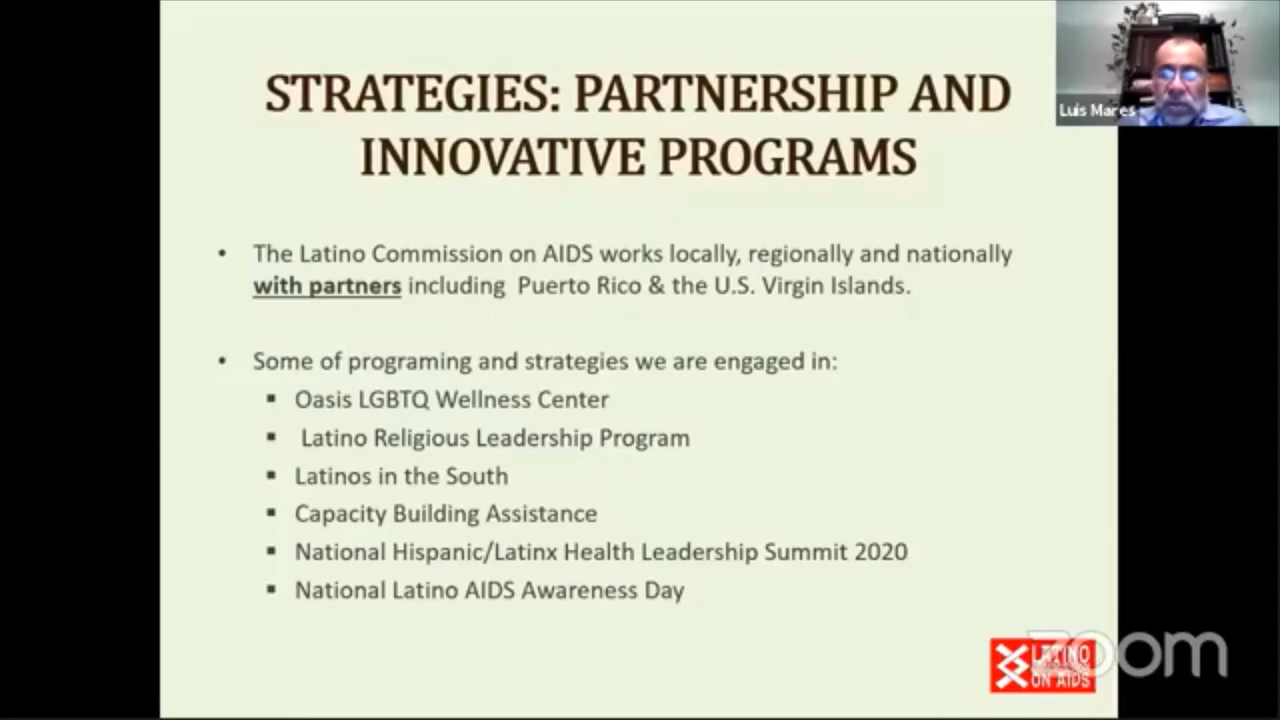 STRATEGIES: PARTNERSHIP AND
INNOVATIVE PROGRAMS
Luis Mares
• The Latino Commission on AIDS works locally, regionally and nationally
with partners including Puerto Rico & the U.S. Virgin Islands.
• Some of programing and strategies we are engaged in:
▪ Oasis LGBTQ Wellness Center
▪ Latino Religious Leadership Program
▪ Latinos in the South
▪ Capacity Building Assistance
▪ National Hispanic/Latinx Health Leadership Summit 2020
▪ National Latino AIDS Awareness Day
LATINO
ON AIDS
zoom